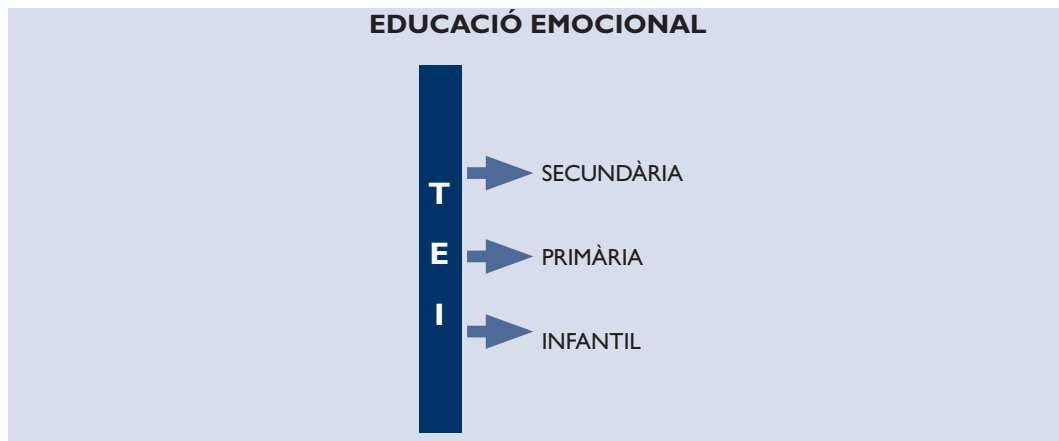 EDUCACIÓ EMOCIONAL
T
E
I
SECUNDÀRIA
PRIMÀRIA
INFANTIL